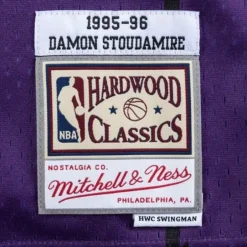 1995-96
DAMON STOUDAMIRE
HARDWOOD
NBA
CLASSICS
NOSTALGIA CO.
Mitchell & Ness
PHILADELPHIA, PA.
HWC SWINGMAN